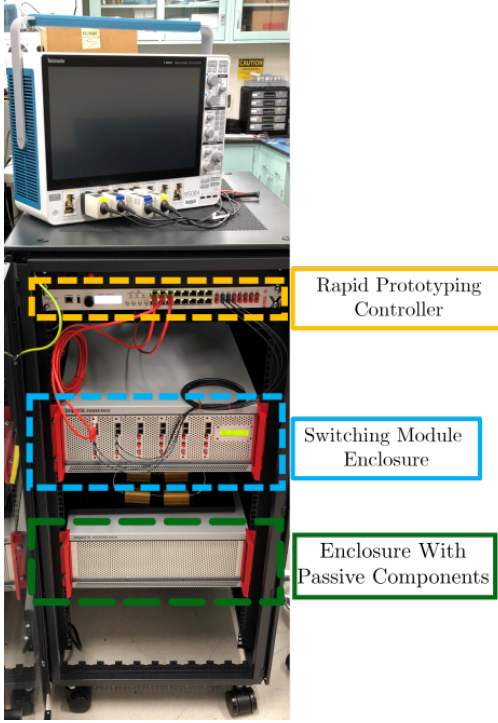 Tektronix
CAUTION
Rapid Prototyping
Controller
Switching Module
Enclosure
Enclosure With
Passive Components